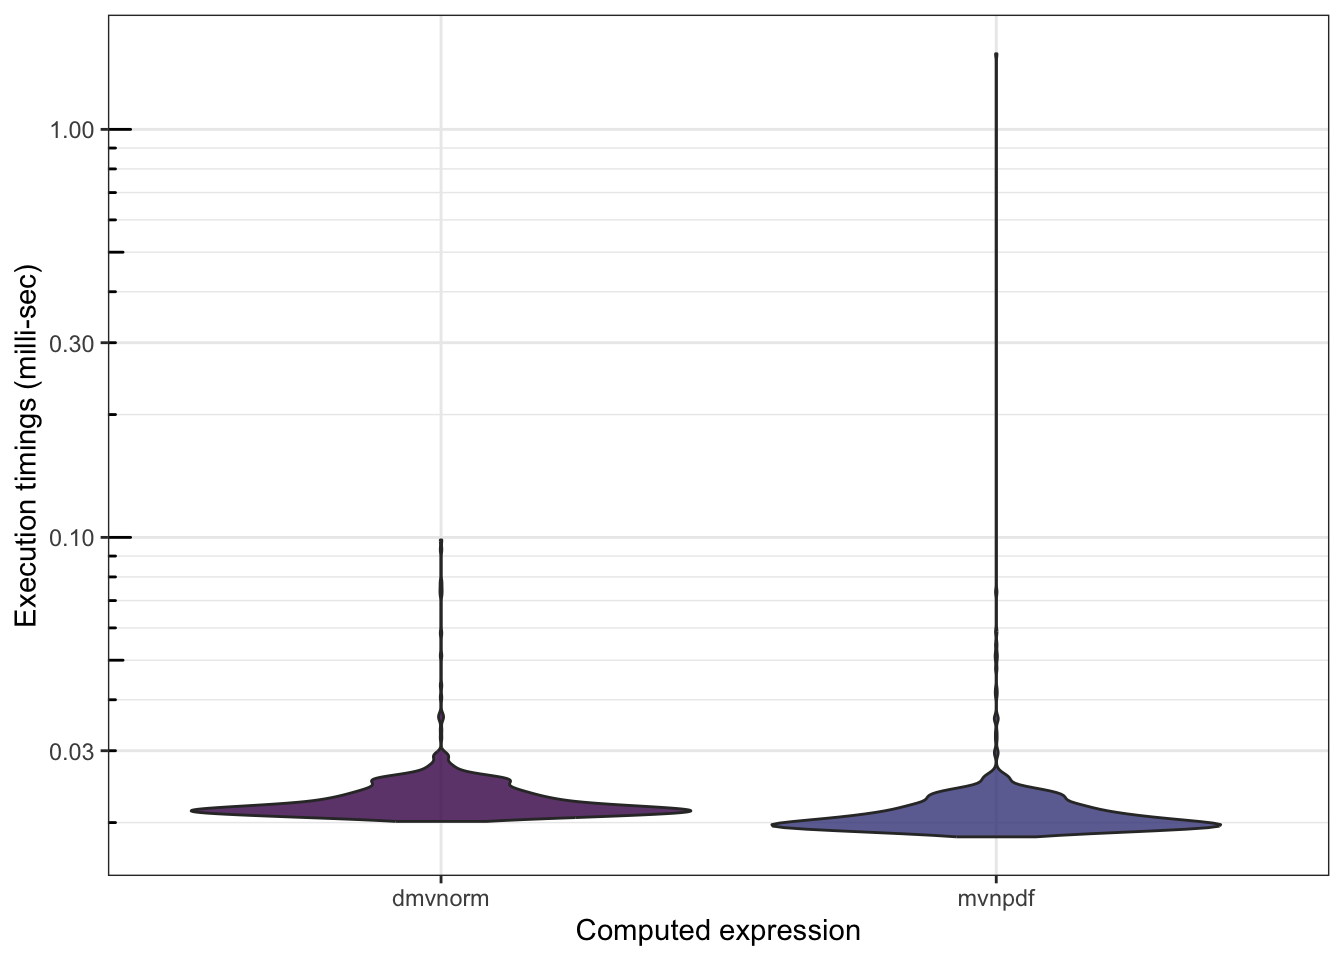 Execution timings (milli-sec)
1.00
0.30
0.10
0.03
dmvnorm
mvnpdf
Computed expression